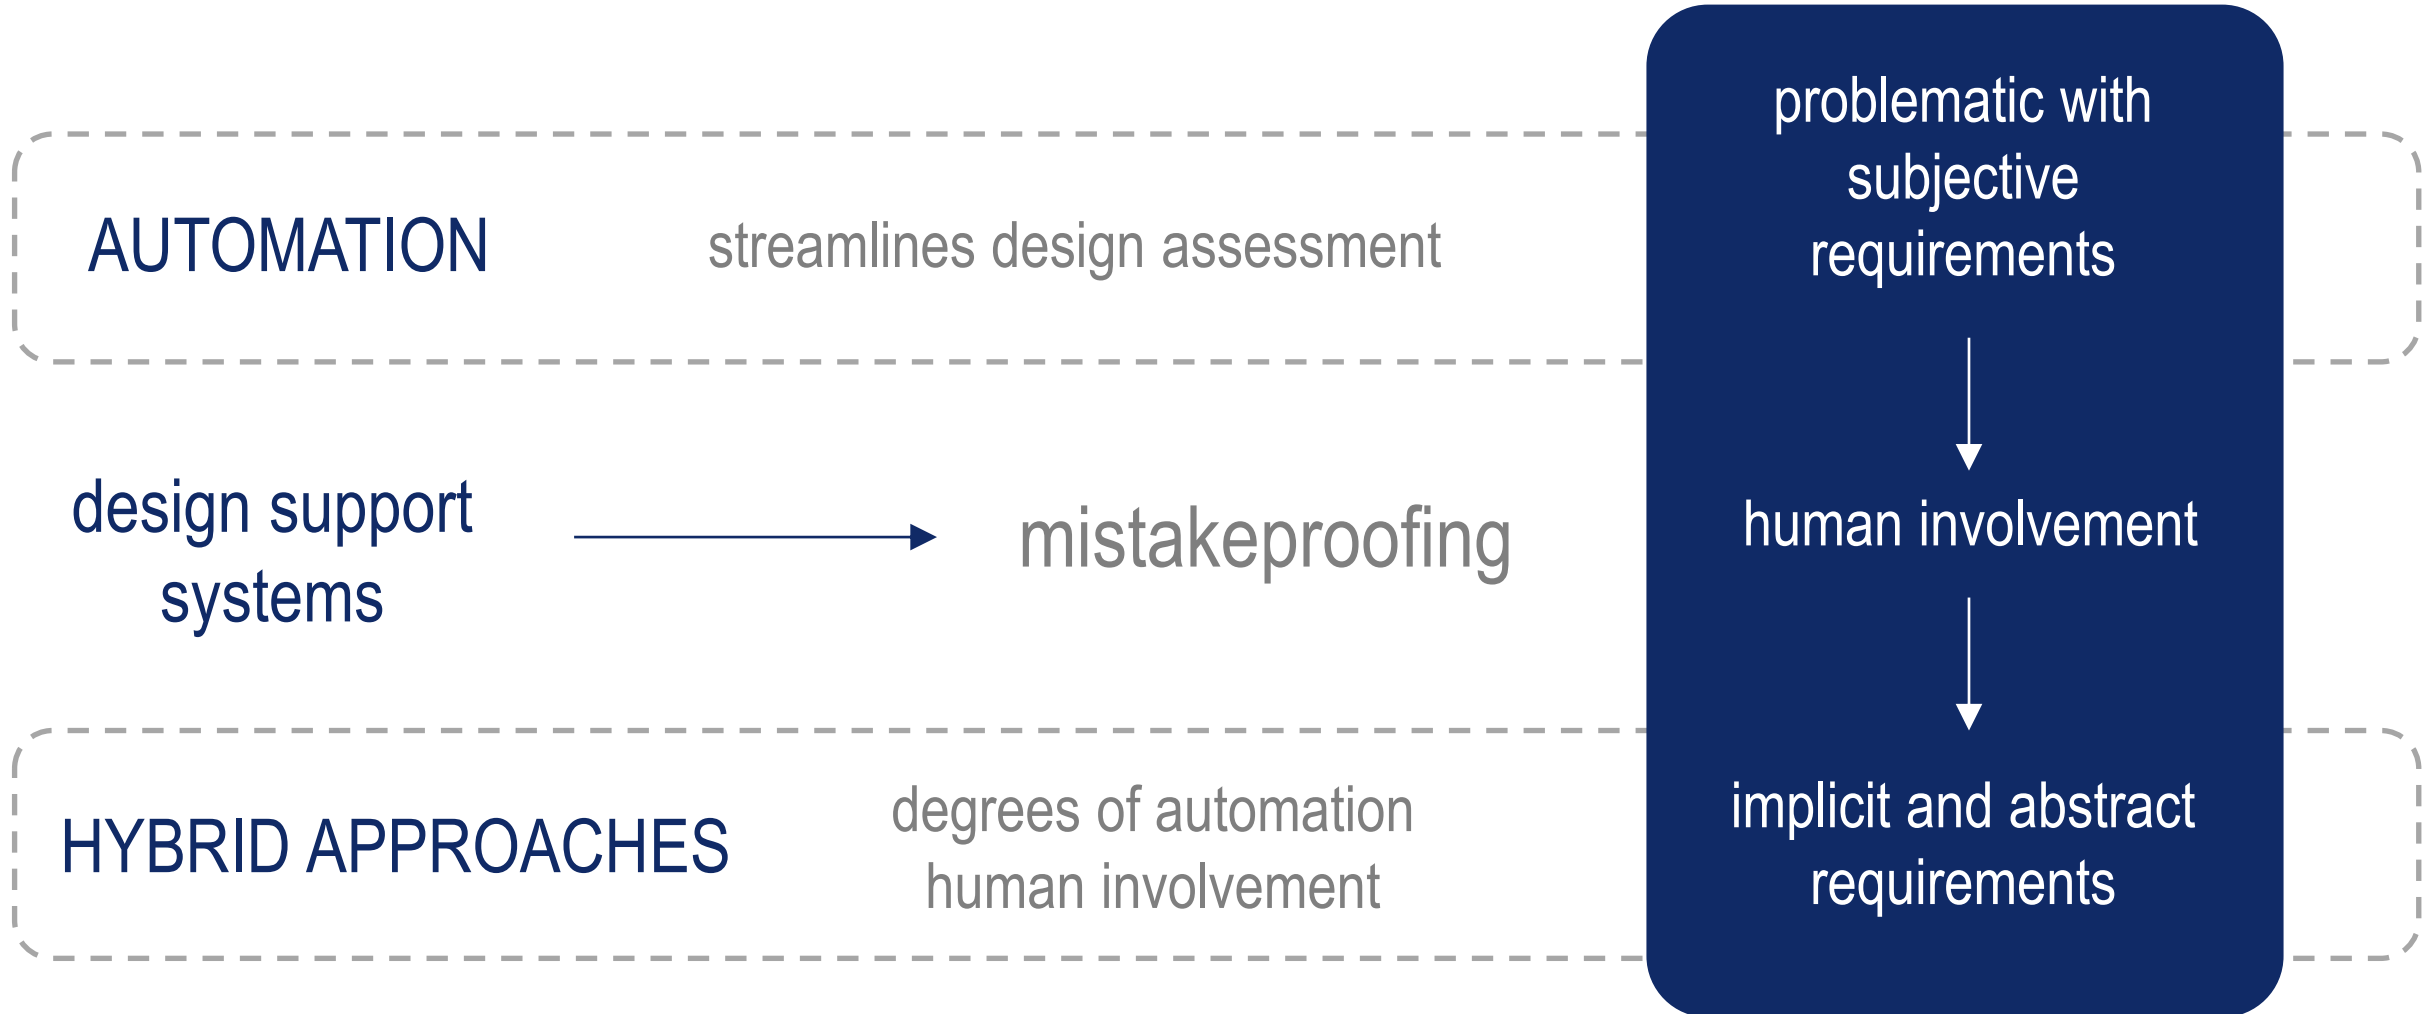 AUTOMATION
streamlines design assessment
problematic with
subjective
requirements
design support
systems
mistakeproofing
human involvement
HYBRID APPROACHES
degrees of automation
human involvement
implicit and abstract
requirements